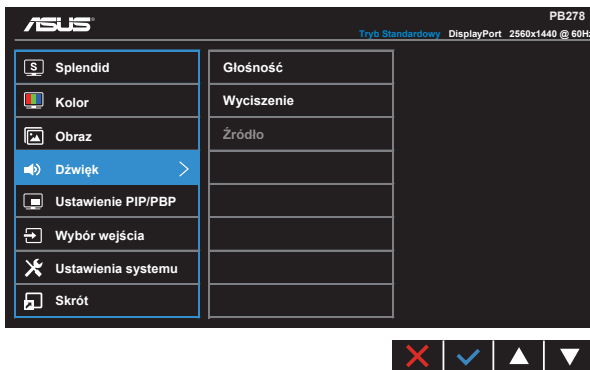 ASUS
PB278
Tryb Standardowy DisplayPort 2560x1440 @ 60Hz
S Splendid
Kolor
Obraz
Dźwięk
Ustawienie PIP/PBP
Wybór wejścia
Ustawienia systemu
Skrót
Głośność
Wyciszenie
Źródło